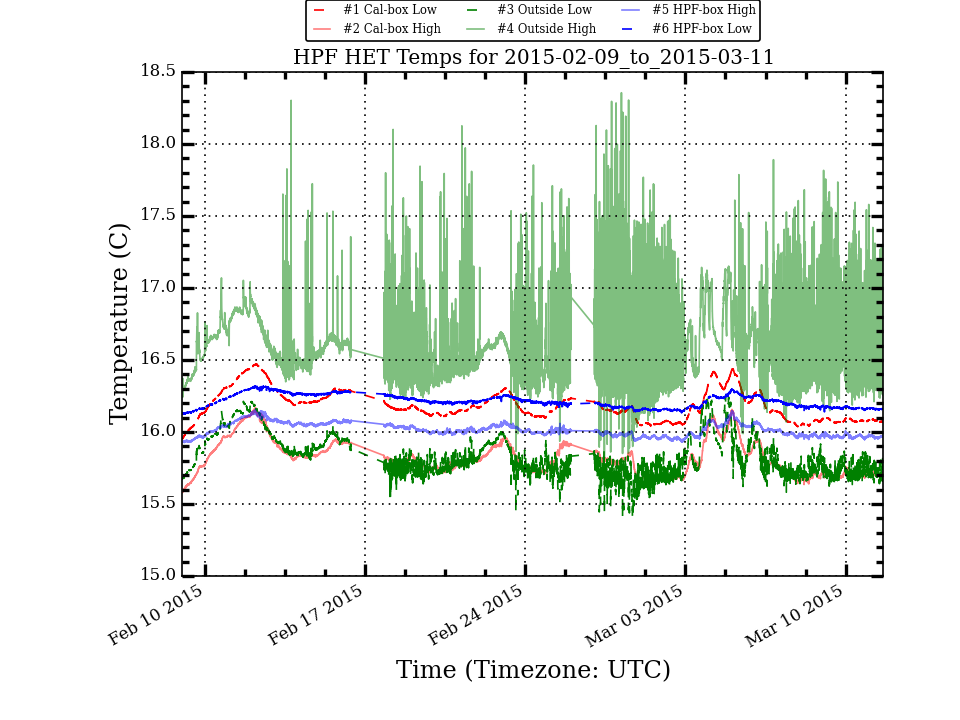 #1 Cal-box Low #3 Outside Low #5 HPF-box High
#2 Cal-box High #4 Outside High #6 HPF-box Low
HPF HET Temps for 2015-02-09_to_2015-03-11
18.5
18.0
17.5
17.0
16.5
16.0
15.5
15.0
Temperature (C)
Feb 10 2015 Feb 17 2015 Feb 24 2015 Mar 03 2015 Mar 10 2015
Time (Timezone: UTC)